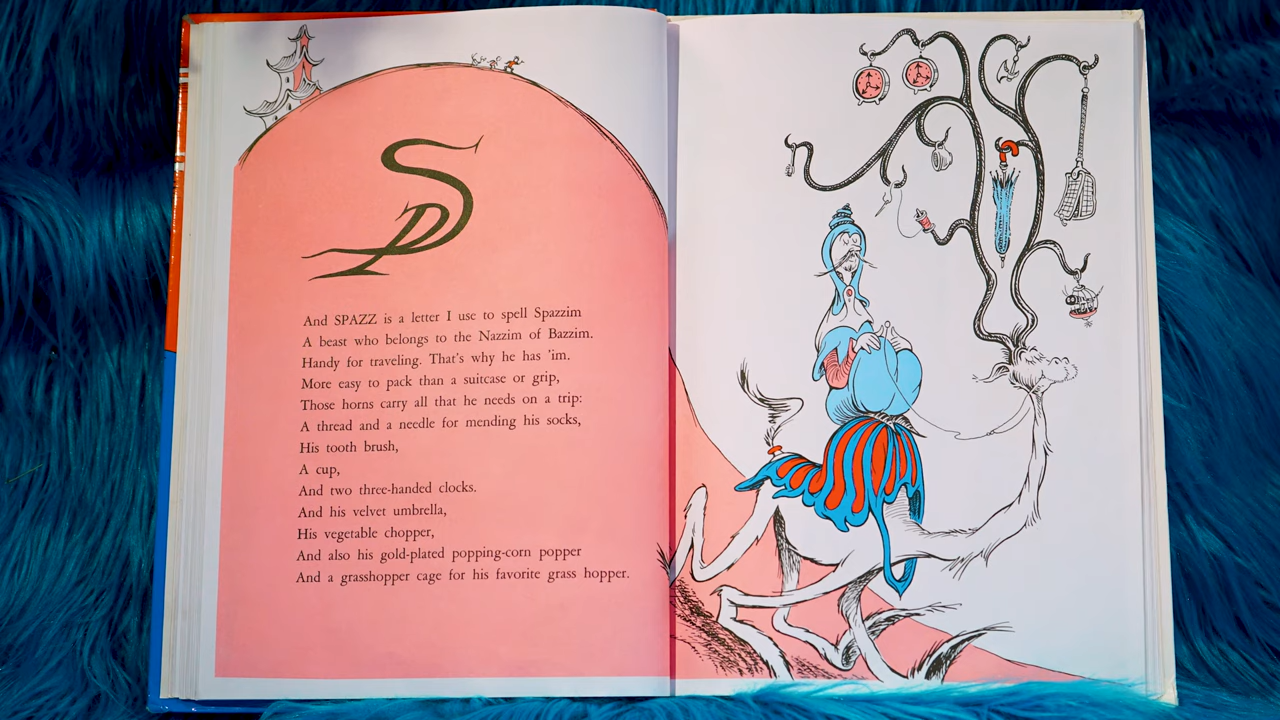 And SPAZZ is a letter I use to spell Spazzim
A beast who belongs to the Nazzim of Bazzim.
Handy for traveling. That's why he has 'im.
More easy to pack than a suitcase or grip,
Those horns carry all that he needs on a trip:
A thread and a needle for mending his socks,
His tooth brush,
A cup,
And two three-handed clocks.
And his velvet umbrella,
His vegetable chopper,
And also his gold-plated popping-corn popper
And a grasshopper cage for his favorite grass hopper.